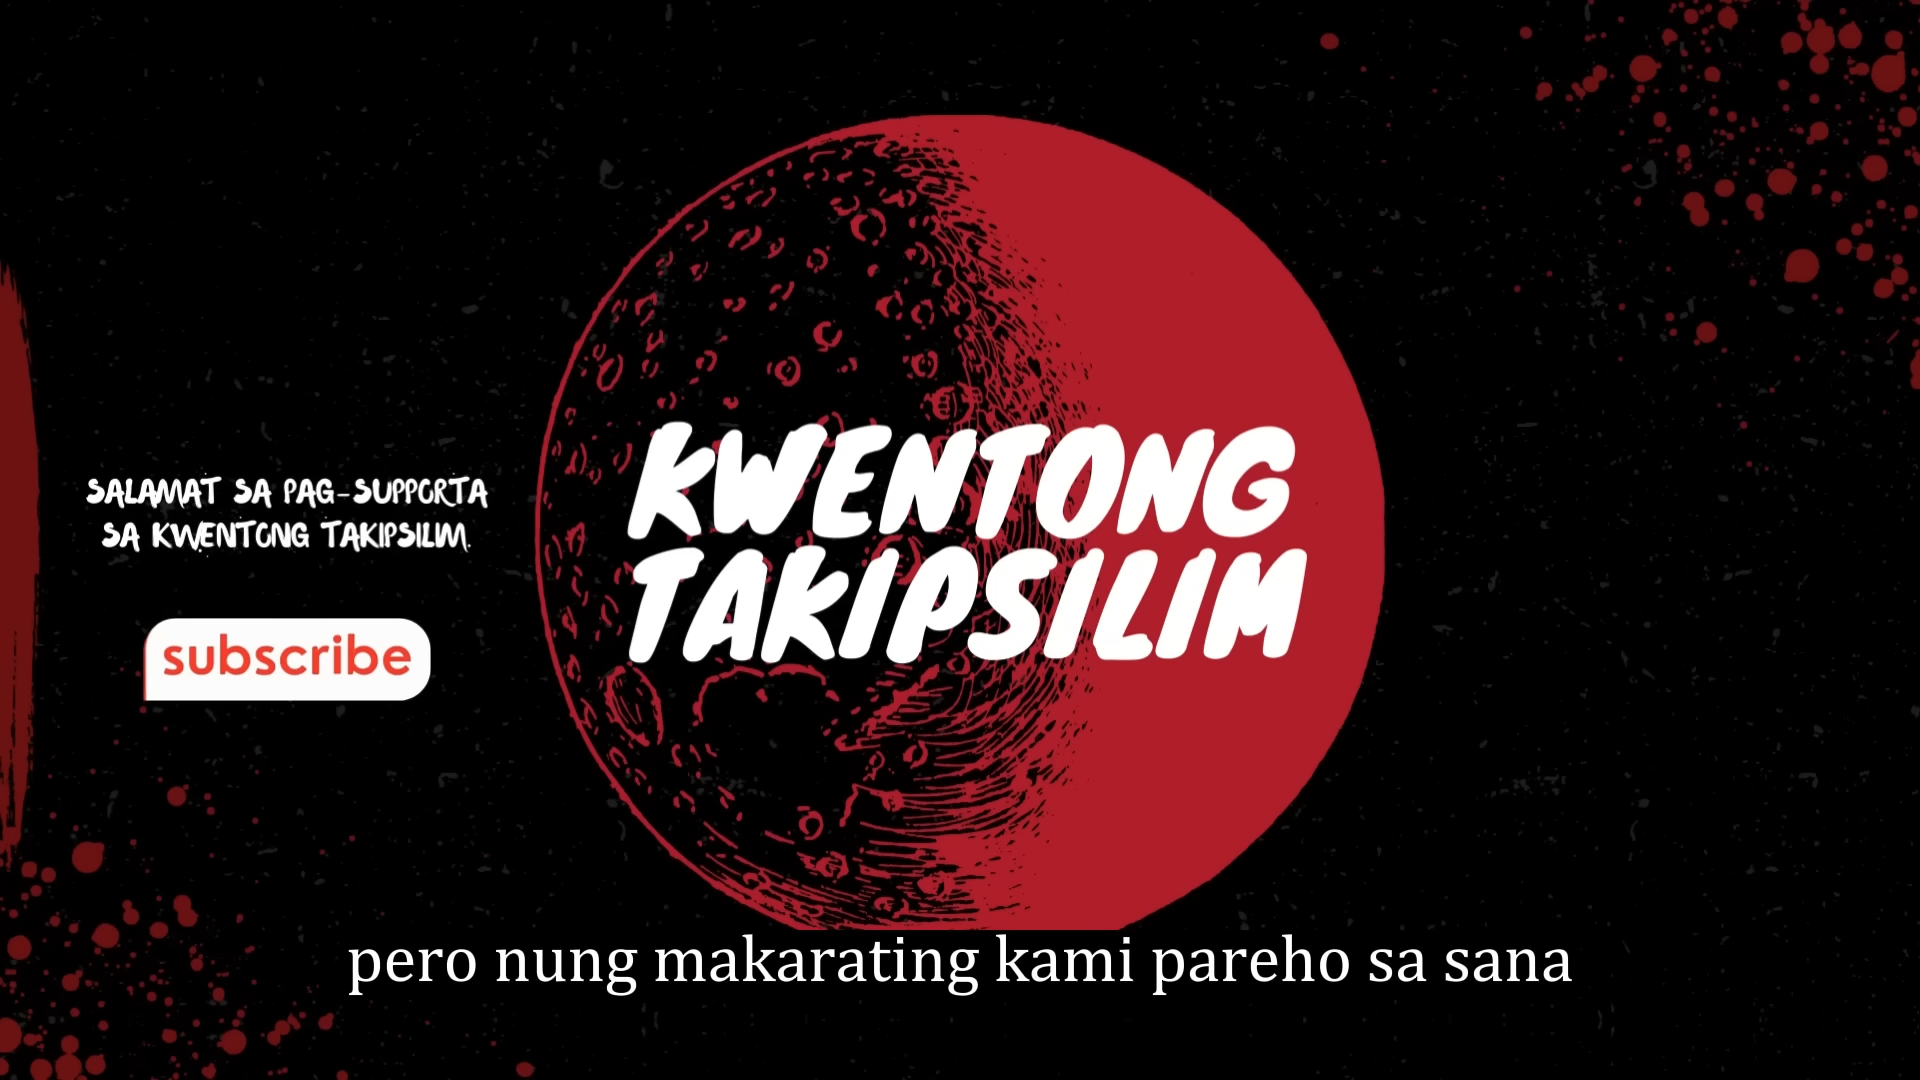 SALAMAT SA PAG-SUPPORTA
SA KWENTONG TAKIPSILIM.
subscribe
KWENTONG
TAKIPSILIM
pero nung makarating kami pareho sa sana